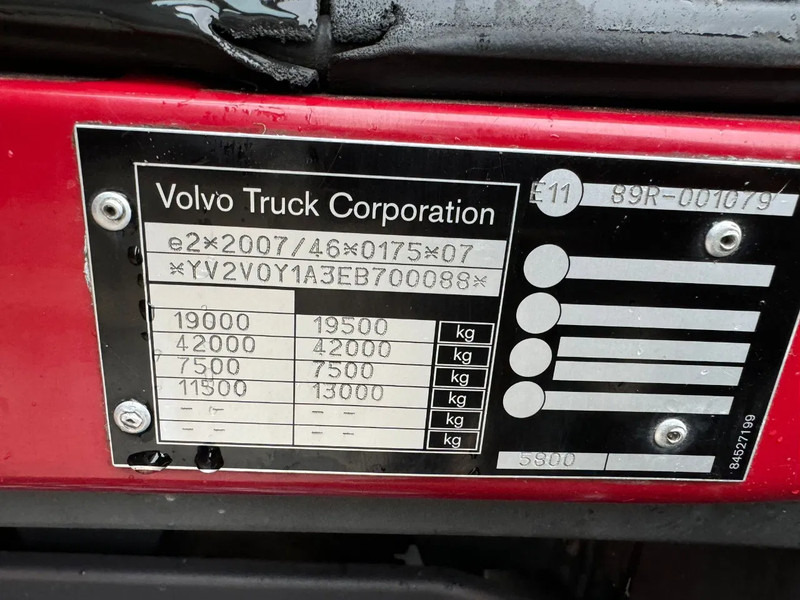 Volvo Truck Corporation
e2*2007/46*0175*07
*YV2V0Y1A3EB700088*
19000 19500 kg
42000 42000 kg
7500 7500 kg
11500 13000 kg
-- -- kg
-- -- kg
E11 89R-001079
5800
84527199